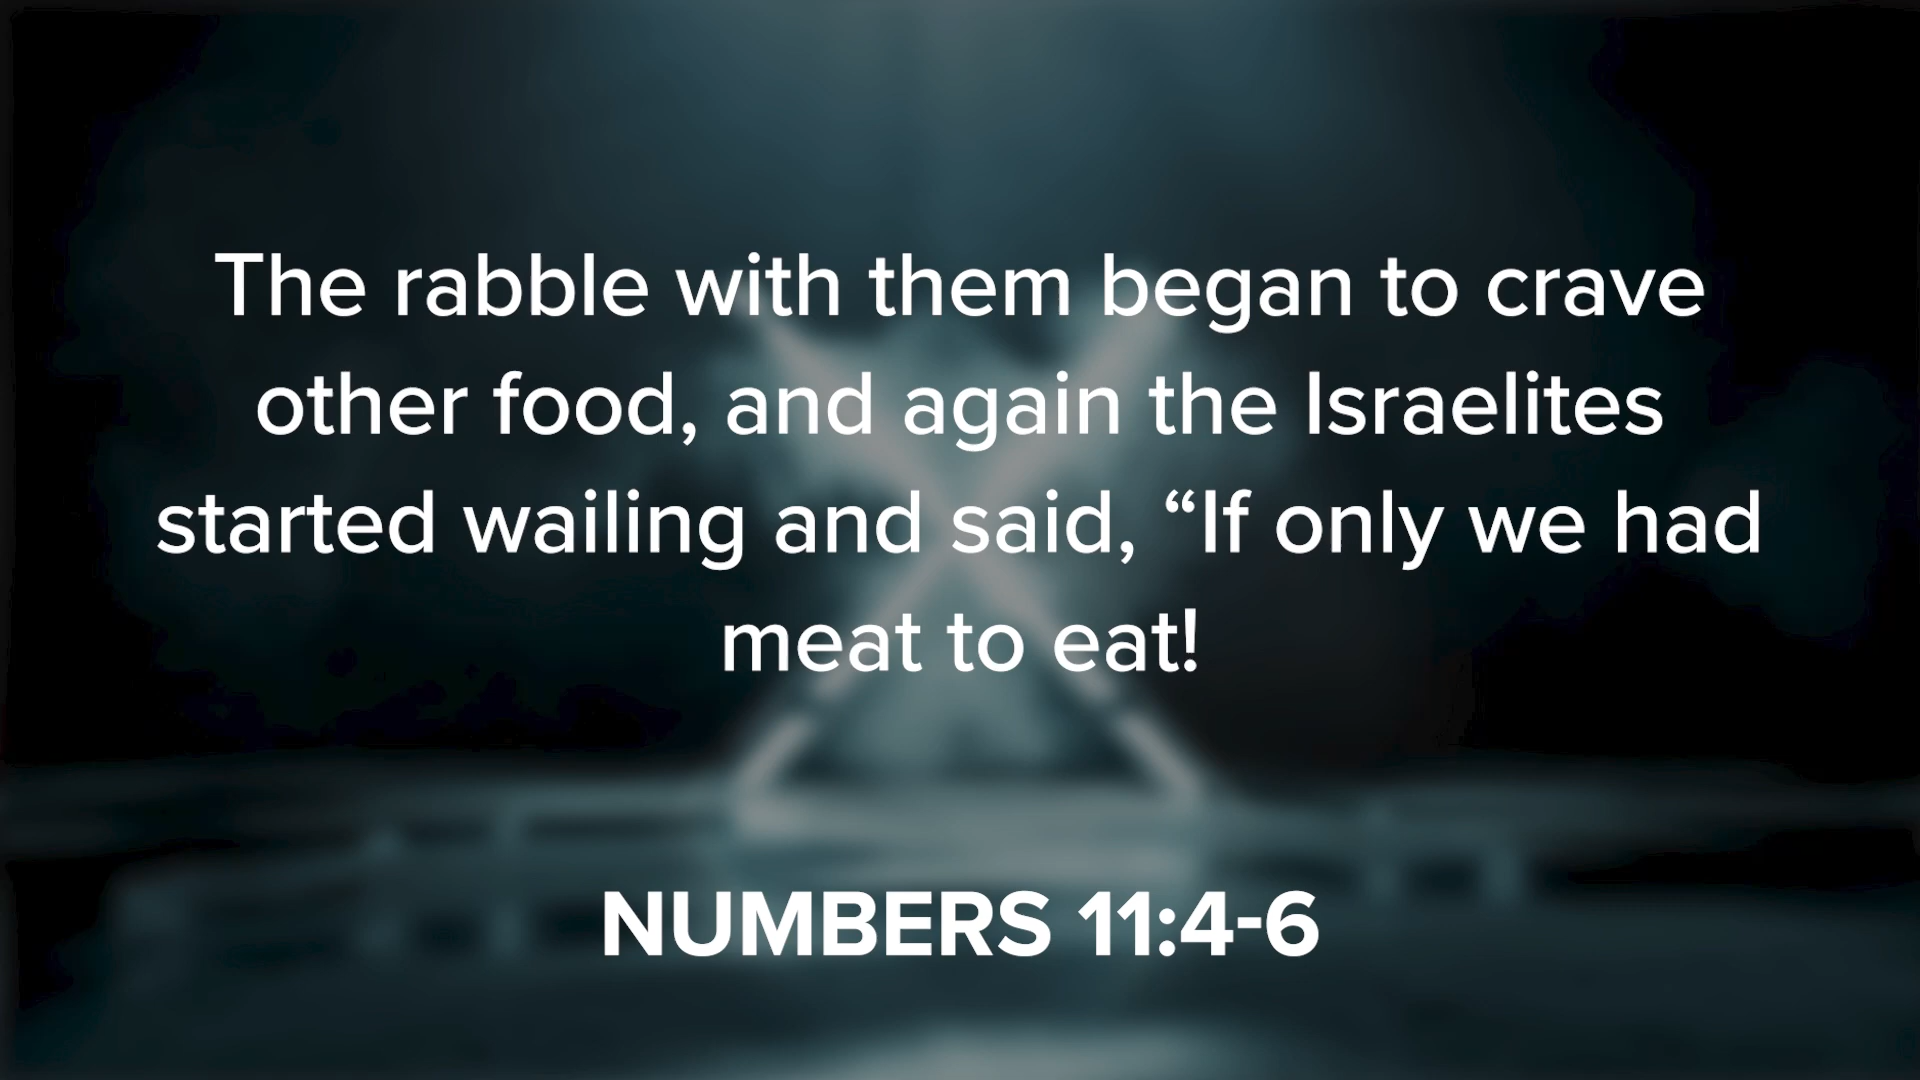 The rabble with them began to crave
other food, and again the Israelites
started wailing and said, “If only we had
meat to eat!
NUMBERS 11:4-6